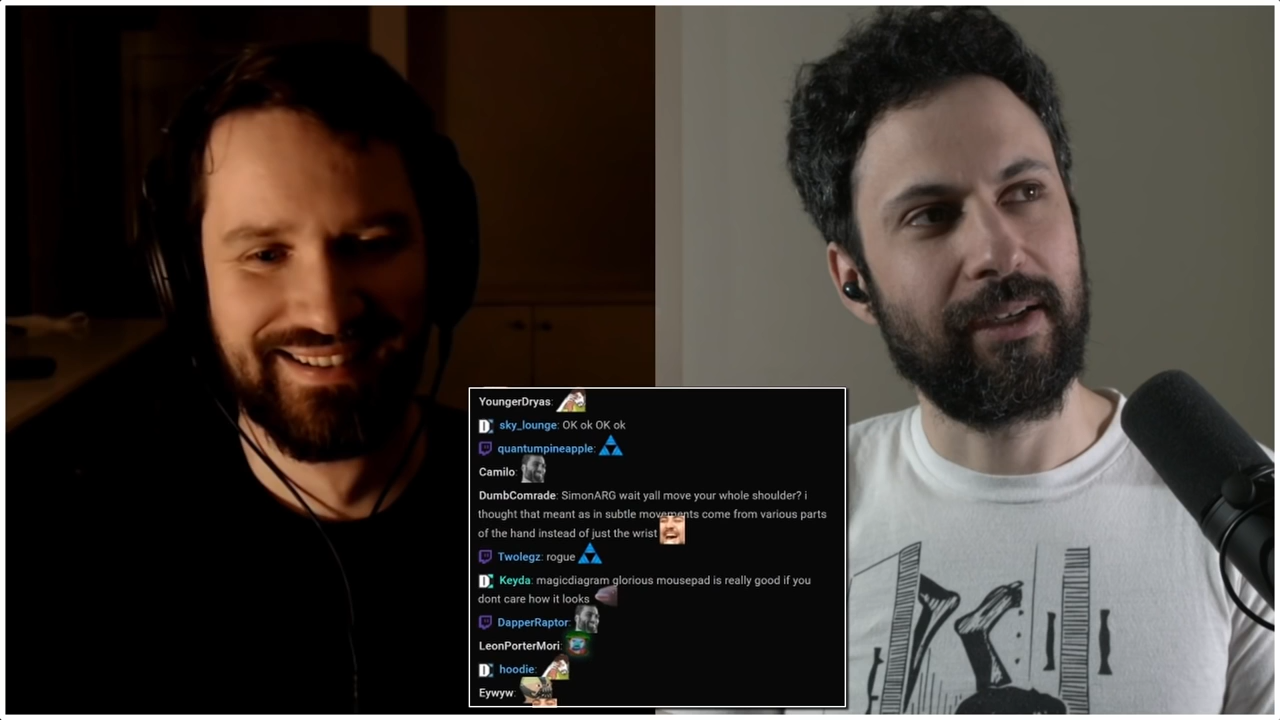 YoungerDryas:
D sky_lounge: OK ok OK ok
quantumpineapple:
Camilo:
DumbComrade: SimonARG wait yall move your whole shoulder? i
thought that meant as in subtle movements come from various parts
of the hand instead of just the wrist
Twolegz: rogue
D Keyda: magicdiagram glorious mousepad is really good if you
dont care how it looks
DapperRaptor:
LeonPorterMori:
D hoodie:
Eywyw: